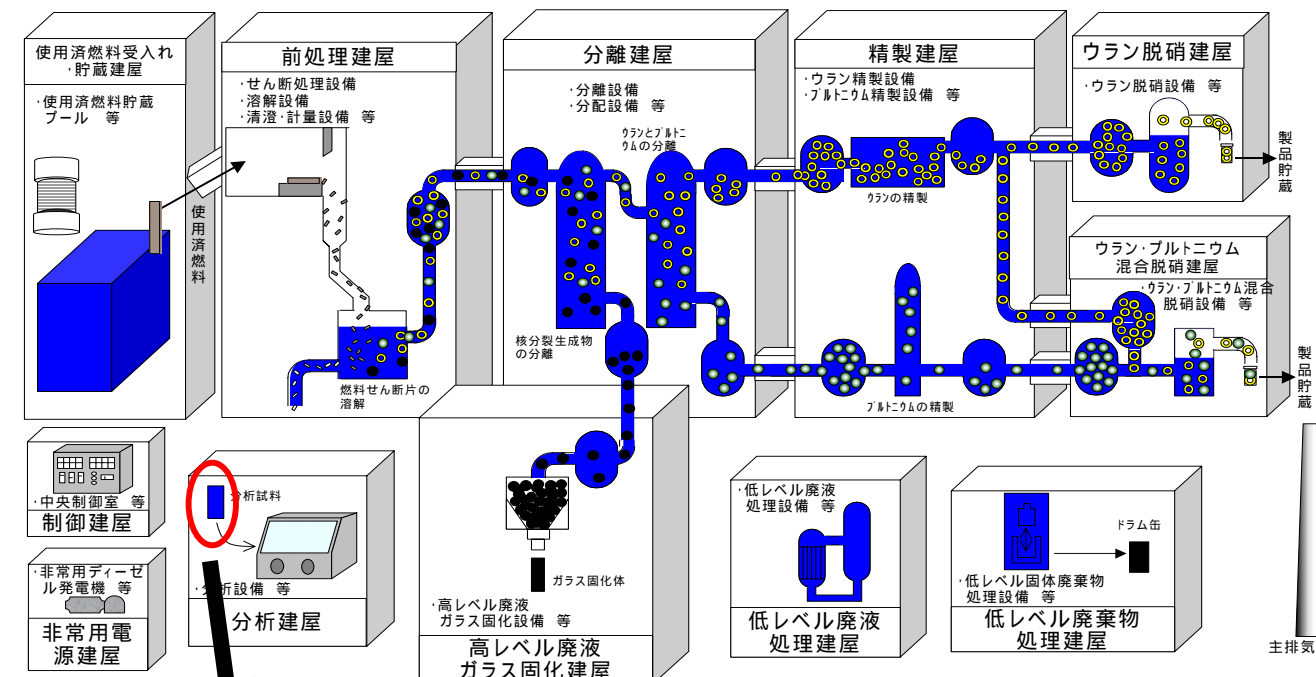 使用済燃料受入れ
・貯蔵建屋
・使用済燃料貯蔵
プール 等
使用済燃料
前処理建屋
・せん断処理設備
・溶解設備
・清澄・計量設備 等
燃料せん断片の
溶解
分離建屋
・分離設備
・分配設備 等
ウランとプルトニ
ウムの分離
核分裂生成物
の分離
精製建屋
・ウラン精製設備
・プルトニウム精製設備 等
ウランの精製
プルトニウムの精製
ウラン脱硝建屋
・ウラン脱硝設備 等
製品貯蔵
ウラン・プルトニウム
混合脱硝建屋
・ウラン・プルトニウム混合
脱硝設備 等
製品貯蔵
・中央制御室 等
制御建屋
・非常用ディーゼ
ル発電機 等
非常用電
源建屋
分析試料
・分析設備 等
分析建屋
ガラス固化体
・高レベル廃液
ガラス固化設備 等
高レベル廃液
ガラス固化建屋
・低レベル廃液
処理設備 等
低レベル廃液
処理建屋
ドラム缶
・低レベル固体廃棄物
処理設備 等
低レベル廃棄物
処理建屋
主排気